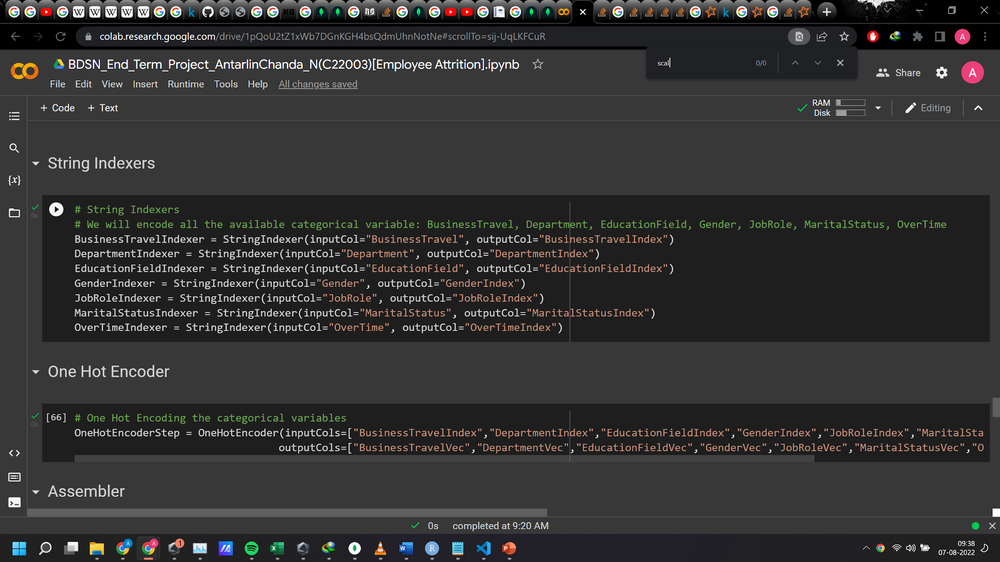 colab.research.google.com/drive/1pQoU2tZ1xWb7DGnKGH4bsQdmUhnNotNe#scrollTo=sij-UqLKFCuR
A
scal 0/0
BDSN_End_Term_Project_AntarlinChanda_N(C22003)[Employee Attrition].ipynb
Share
A
File Edit View Insert Runtime Tools Help All changes saved
+ Code + Text
RAM
Disk
Editing
String Indexers
0s
# String Indexers
# We will encode all the available categorical variable: BusinessTravel, Department, EducationField, Gender, JobRole, MaritalStatus, OverTime
BusinessTravelIndexer = StringIndexer(inputCol="BusinessTravel", outputCol="BusinessTravelIndex")
DepartmentIndexer = StringIndexer(inputCol="Department", outputCol="DepartmentIndex")
EducationFieldIndexer = StringIndexer(inputCol="EducationField", outputCol="EducationFieldIndex")
GenderIndexer = StringIndexer(inputCol="Gender", outputCol="GenderIndex")
JobRoleIndexer = StringIndexer(inputCol="JobRole", outputCol="JobRoleIndex")
MaritalStatusIndexer = StringIndexer(inputCol="MaritalStatus", outputCol="MaritalStatusIndex")
OverTimeIndexer = StringIndexer(inputCol="OverTime", outputCol="OverTimeIndex")
One Hot Encoder
0s
[66] # One Hot Encoding the categorical variables
OneHotEncoderStep = OneHotEncoder(inputCols=["BusinessTravelIndex","DepartmentIndex","EducationFieldIndex","GenderIndex","JobRoleIndex","MaritalSta
outputCols=["BusinessTravelVec","DepartmentVec","EducationFieldVec","GenderVec","JobRoleVec","MaritalStatusVec","O
Assembler
0s completed at 9:20 AM
09:38
07-08-2022